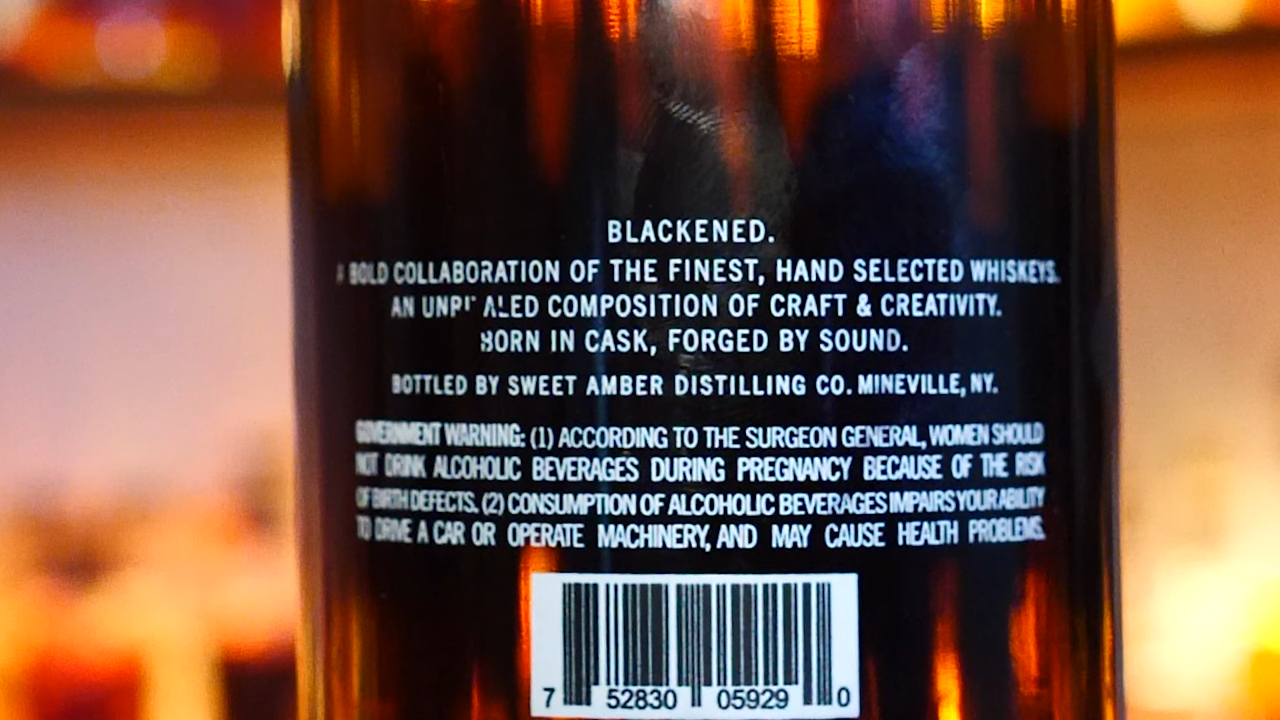 BLACKENED.
A BOLD COLLABORATION OF THE FINEST, HAND SELECTED WHISKEYS.
AN COMPOSITION OF CRAFT & CREATIVITY.
BORN IN CASK, FORGED BY SOUND.
BOTTLED BY SWEET AMBER DISTILLING CO. MINEVILLE, NY.
GOVERNMENT WARNING: (1) ACCORDING TO THE SURGEON GENERAL, WOMEN SHOULD
NOT DRINK ALCOHOLIC BEVERAGES DURING PREGNANCY BECAUSE OF THE RISK
OF BIRTH DEFECTS. (2) CONSUMPTION OF ALCOHOLIC BEVERAGES IMPAIRS YOUR ABILITY
TO DRIVE A CAR OR OPERATE MACHINERY, AND MAY CAUSE HEALTH PROBLEMS.
7 52830 05929 0